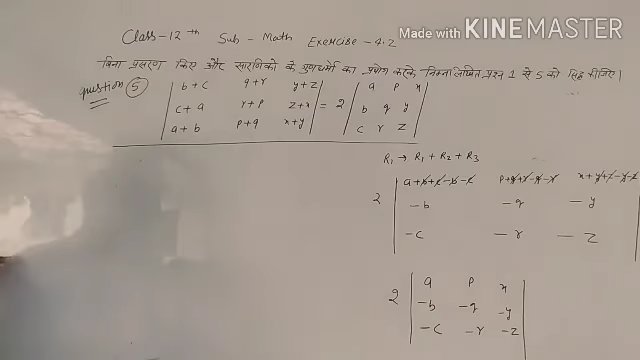 Made with KINEMASTER
Class-12th Sub - Math Exercise - 4.2
बिना प्रसरण किए और सारणिकों के गुणधर्मो का प्रयोग करके निम्नलिखित प्रश्न 1 से 5 को सिद्ध कीजिए।
question 5 | b+c q+r y+z |
| c+a r+p z+x | = 2 | a p x |
| b q y |
| a+b p+q x+y | | c r z |
R₁ → R₁ + R₂ + R₃
2 | a+b+c-b-c p+q+r-q-r x+y+z-y-z |
| -b -q -y |
| -c -r -z |
2 | a p x |
| -b -q -y |
| -c -r -z |